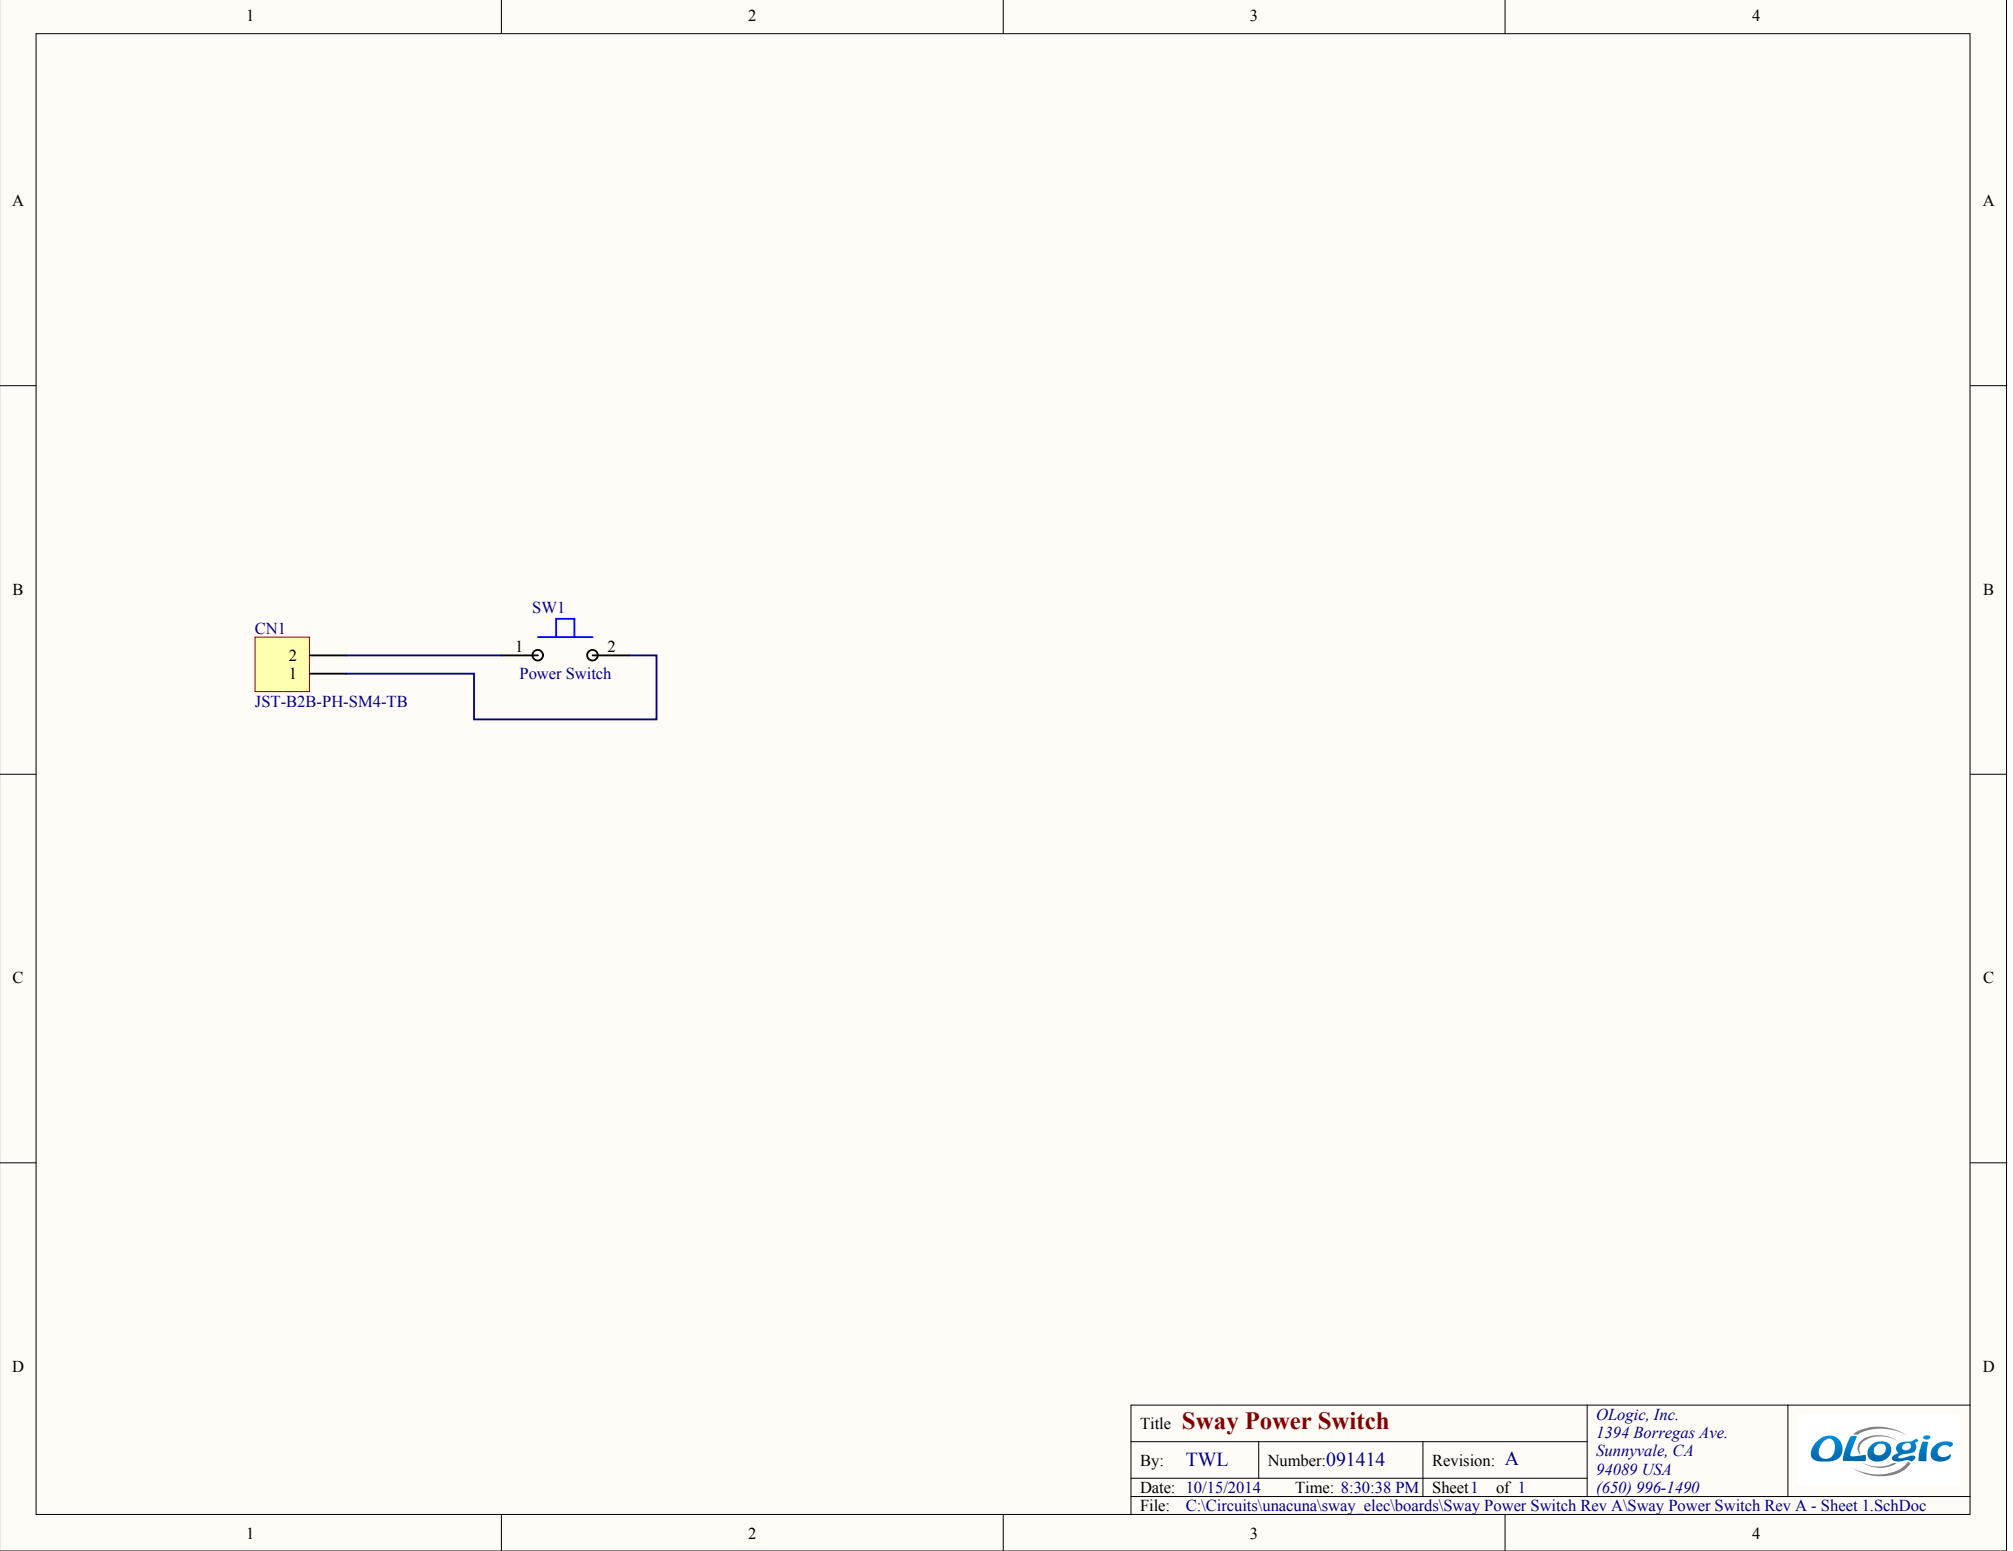 1 2 3 4
A A
B B
SW1
CN1
2 1 2
1 Power Switch
JST-B2B-PH-SM4-TB
C C
D D
Title Sway Power Switch
By: TWL Number:091414 Revision: A
Date: 10/15/2014 Time: 8:30:38 PM Sheet1 of 1
File: C:\Circuits\unacuna\sway_elec\boards\Sway Power Switch Rev A\Sway Power Switch Rev A - Sheet 1.SchDoc
OLogic, Inc.
1394 Borregas Ave.
Sunnyvale, CA
94089 USA
(650) 996-1490
OLogic
1 2 3 4